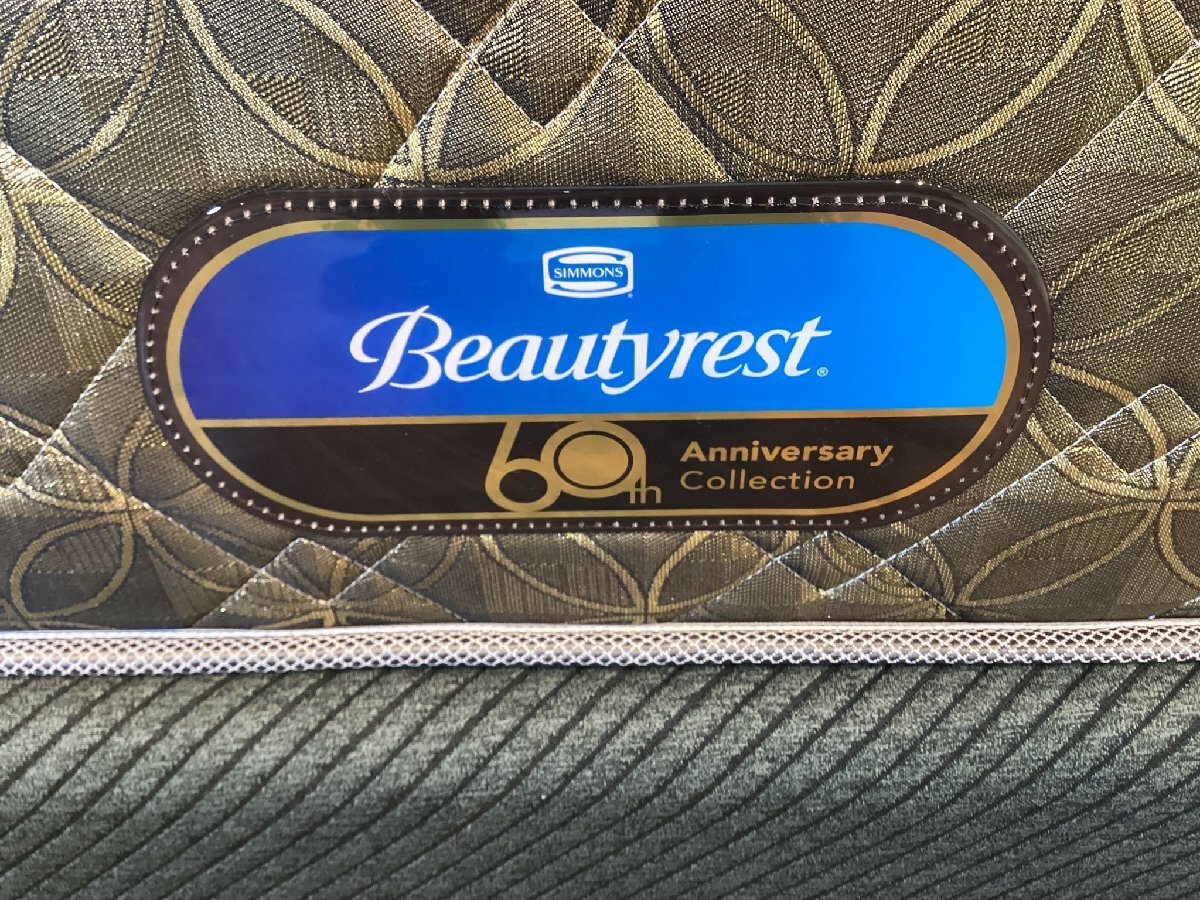 SIMMONS
Beautyrest®
60th Anniversary
Collection